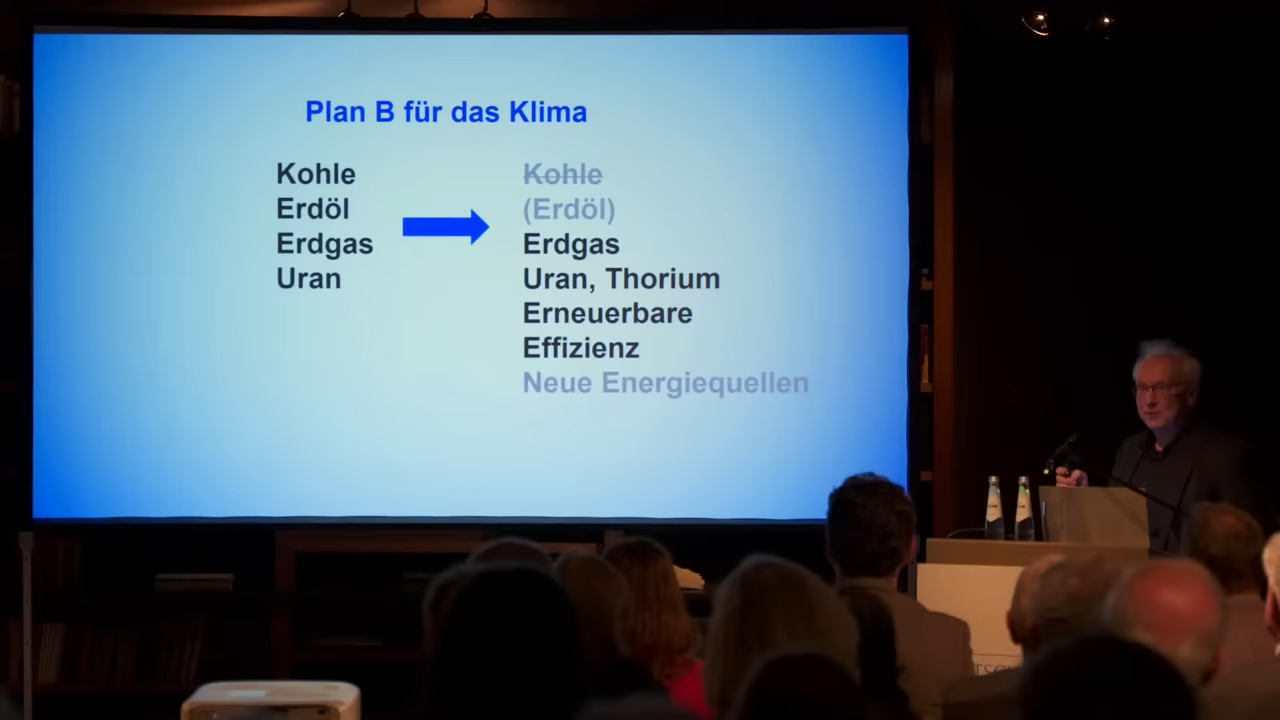 Plan B für das Klima
Kohle
Erdöl
Erdgas
Uran
Kohle
(Erdöl)
Erdgas
Uran, Thorium
Erneuerbare
Effizienz
Neue Energiequellen